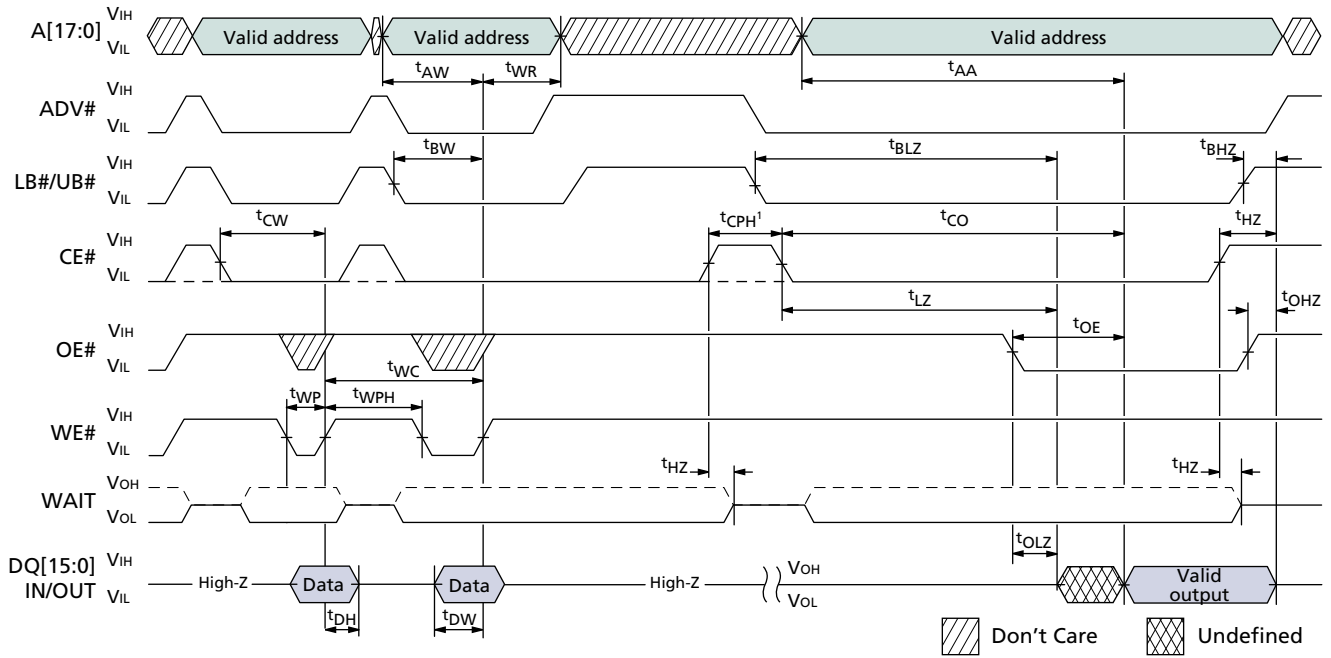 A[17:0] VIH VIL Valid address Valid address Valid address
tAW tWR tAA
ADV# VIH VIL
tBW tBLZ tBHZ
LB#/UB# VIH VIL
tCW tCPH¹ tCO tHZ
CE# VIH VIL
tLZ tOHZ
OE# VIH VIL tOE
tWC
tWP tWPH
WE# VIH VIL
tHZ tHZ
WAIT VOH VOL
tOLZ
DQ[15:0] IN/OUT VIH VIL High-Z Data Data High-Z VOH VOL Valid output
tDH tDW
Don't Care Undefined